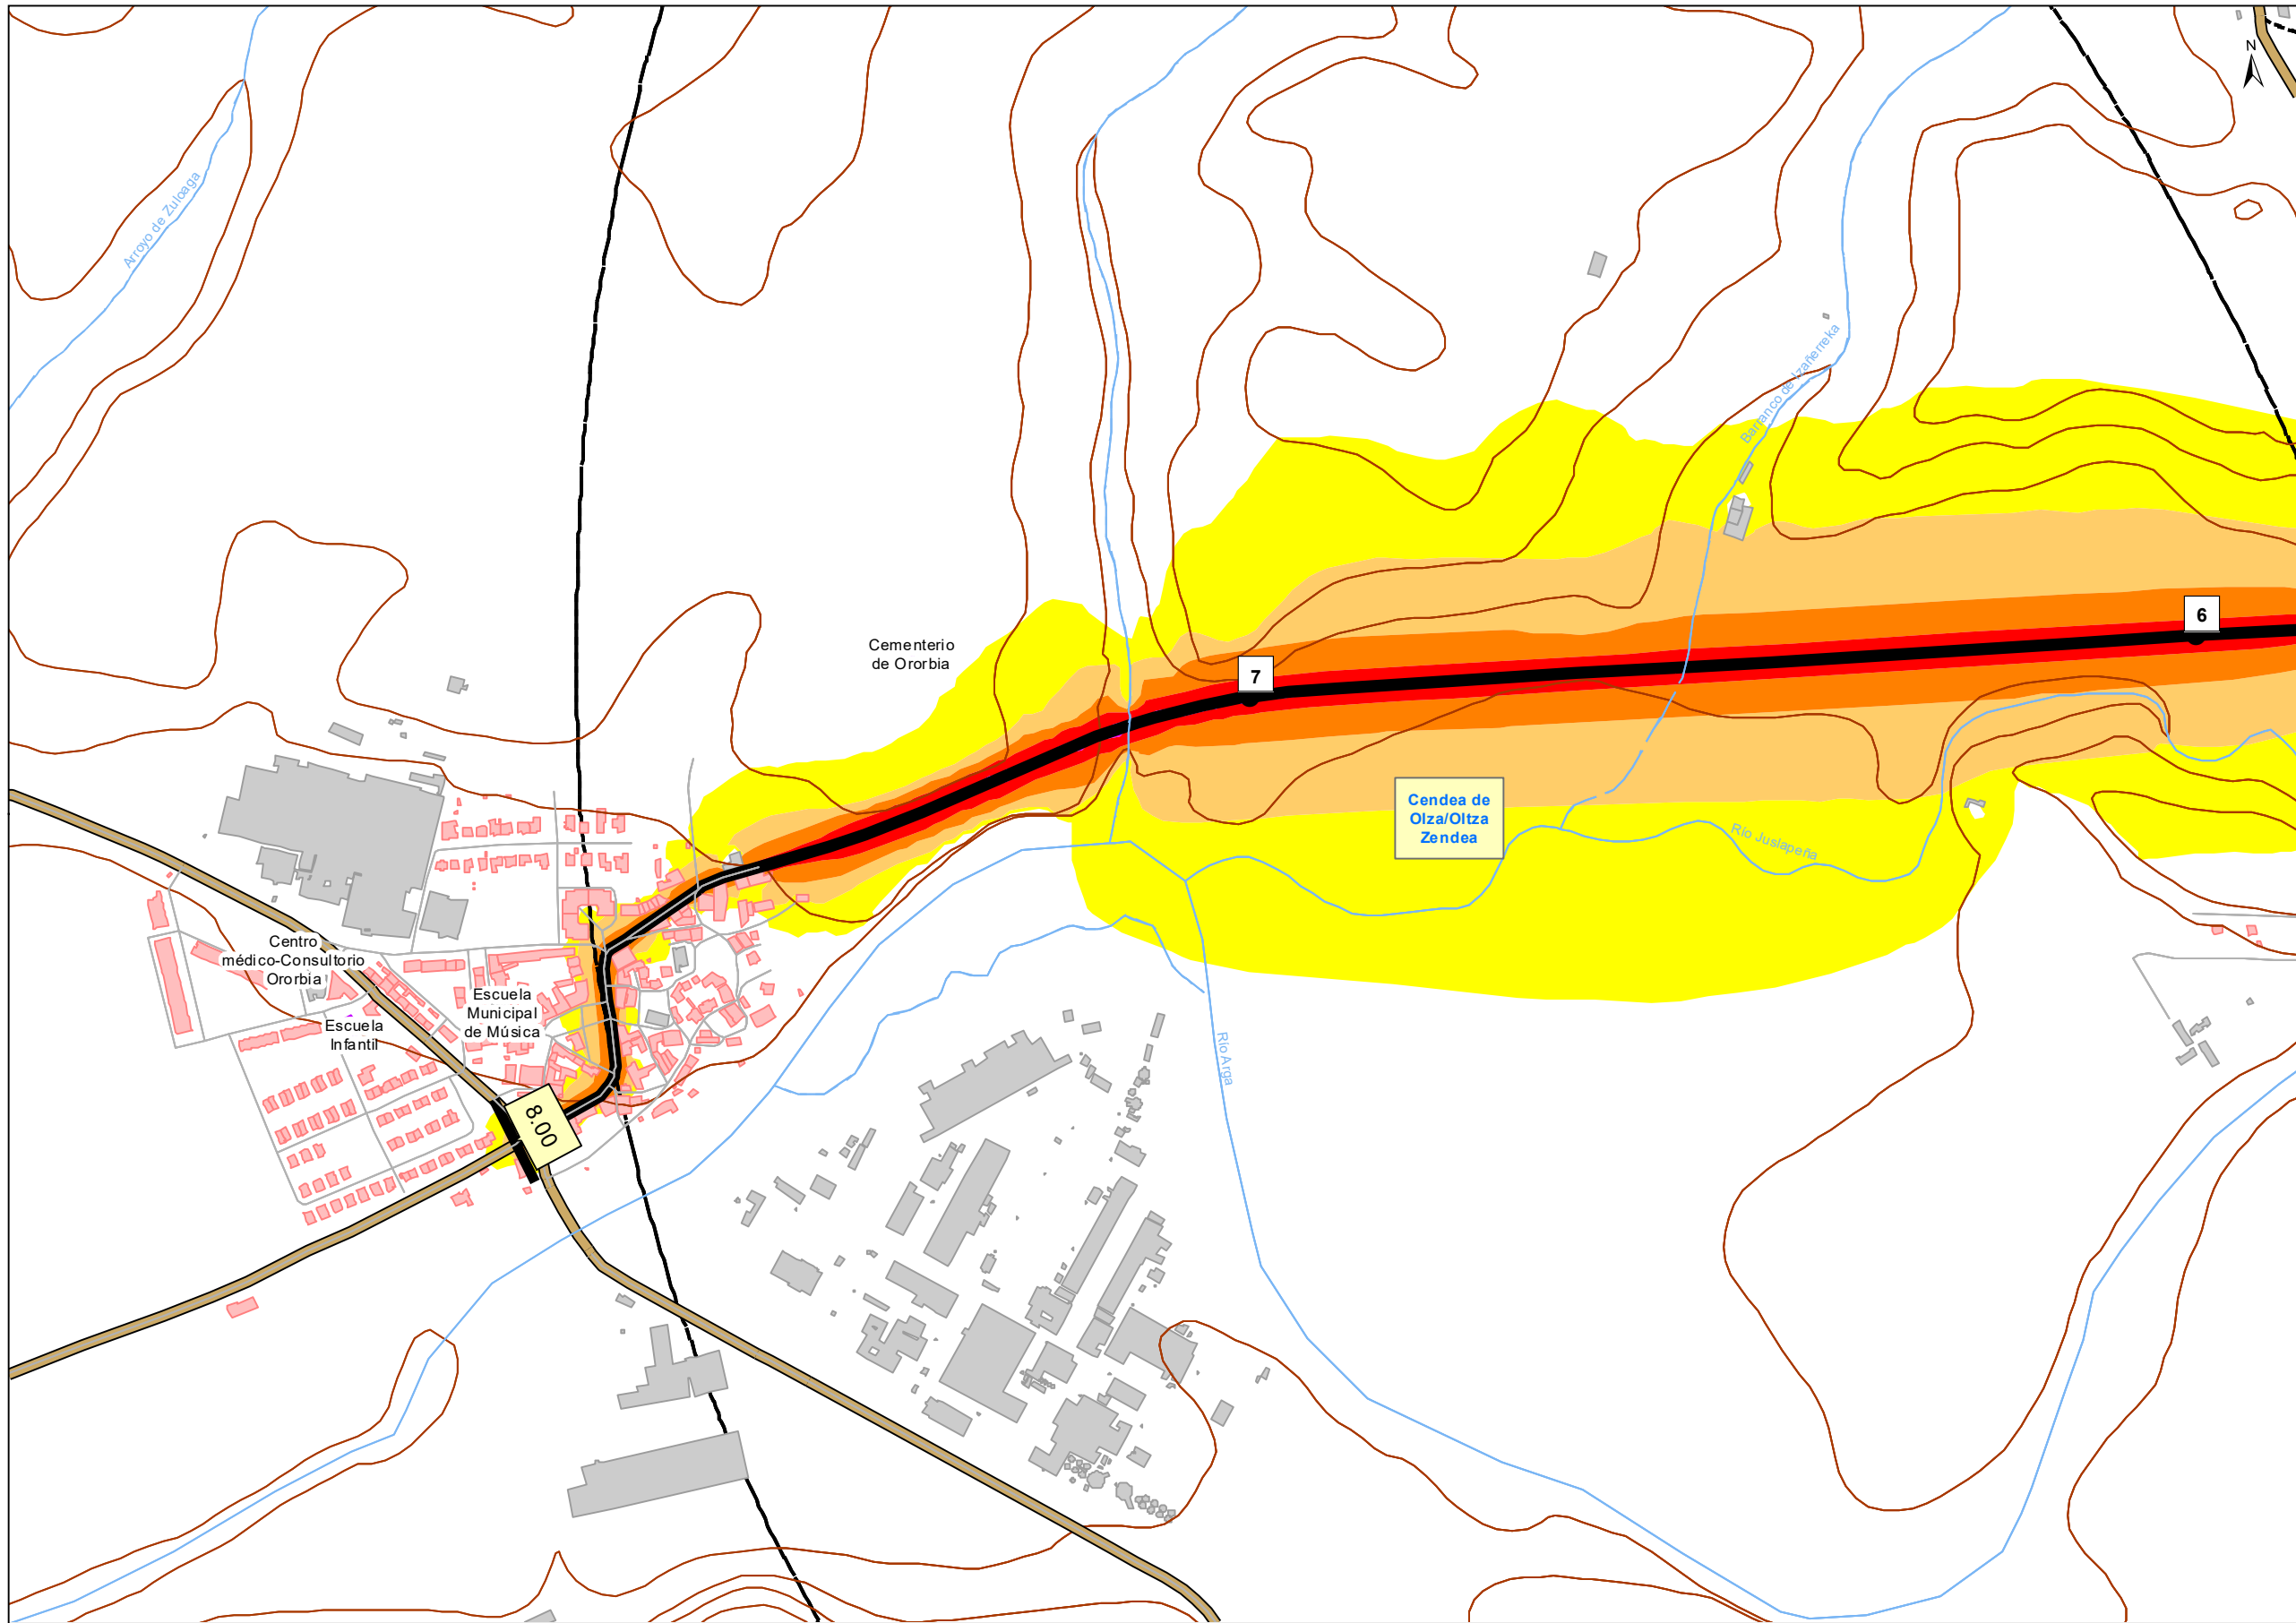 N
Arroyo de Zuloaga
Barranco de Izañerreka
6
Cementerio
de Ororbia
7
Cendea de
Olza/Oltza
Zendea
Río Juslapeña
Centro
médico-Consultorio
Ororbia
Escuela
Municipal
de Música
Escuela
Infantil
Río Arga
8.00